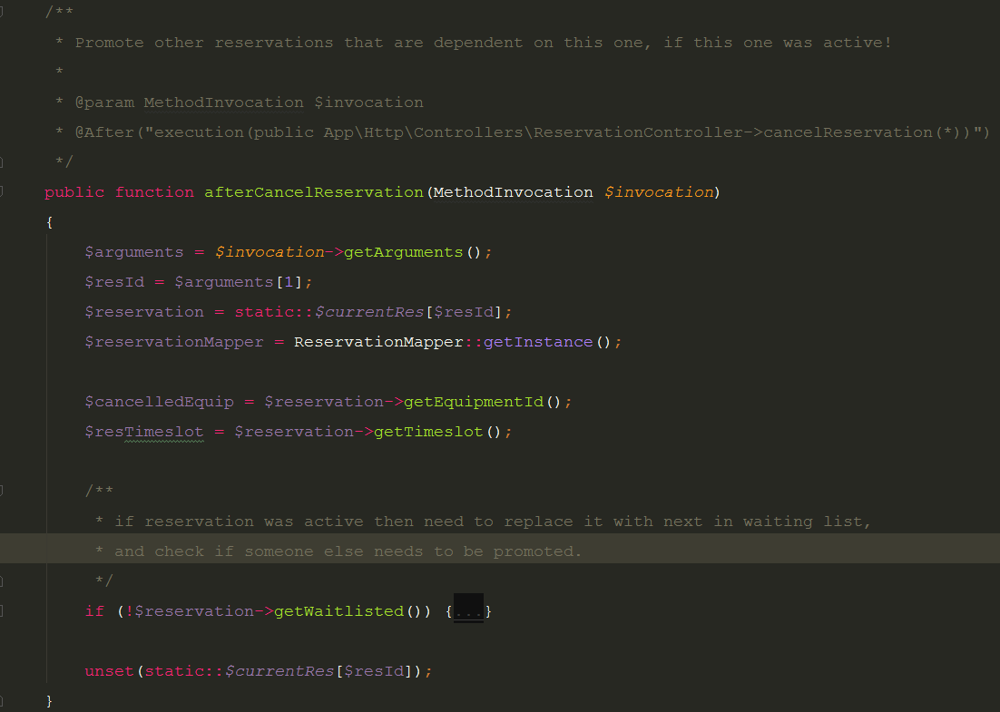 /**
* Promote other reservations that are dependent on this one, if this one was active!
*
* @param MethodInvocation $invocation
* @After("execution(public App\Http\Controllers\ReservationController->cancelReservation(*))")
*/
public function afterCancelReservation(MethodInvocation $invocation)
{
$arguments = $invocation->getArguments();
$resId = $arguments[1];
$reservation = static::$currentRes[$resId];
$reservationMapper = ReservationMapper::getInstance();
$cancelledEquip = $reservation->getEquipmentId();
$resTimeslot = $reservation->getTimeslot();
/**
* if reservation was active then need to replace it with next in waiting list,
* and check if someone else needs to be promoted.
*/
if (!$reservation->getWaitlisted()) {...}
unset(static::$currentRes[$resId]);
}